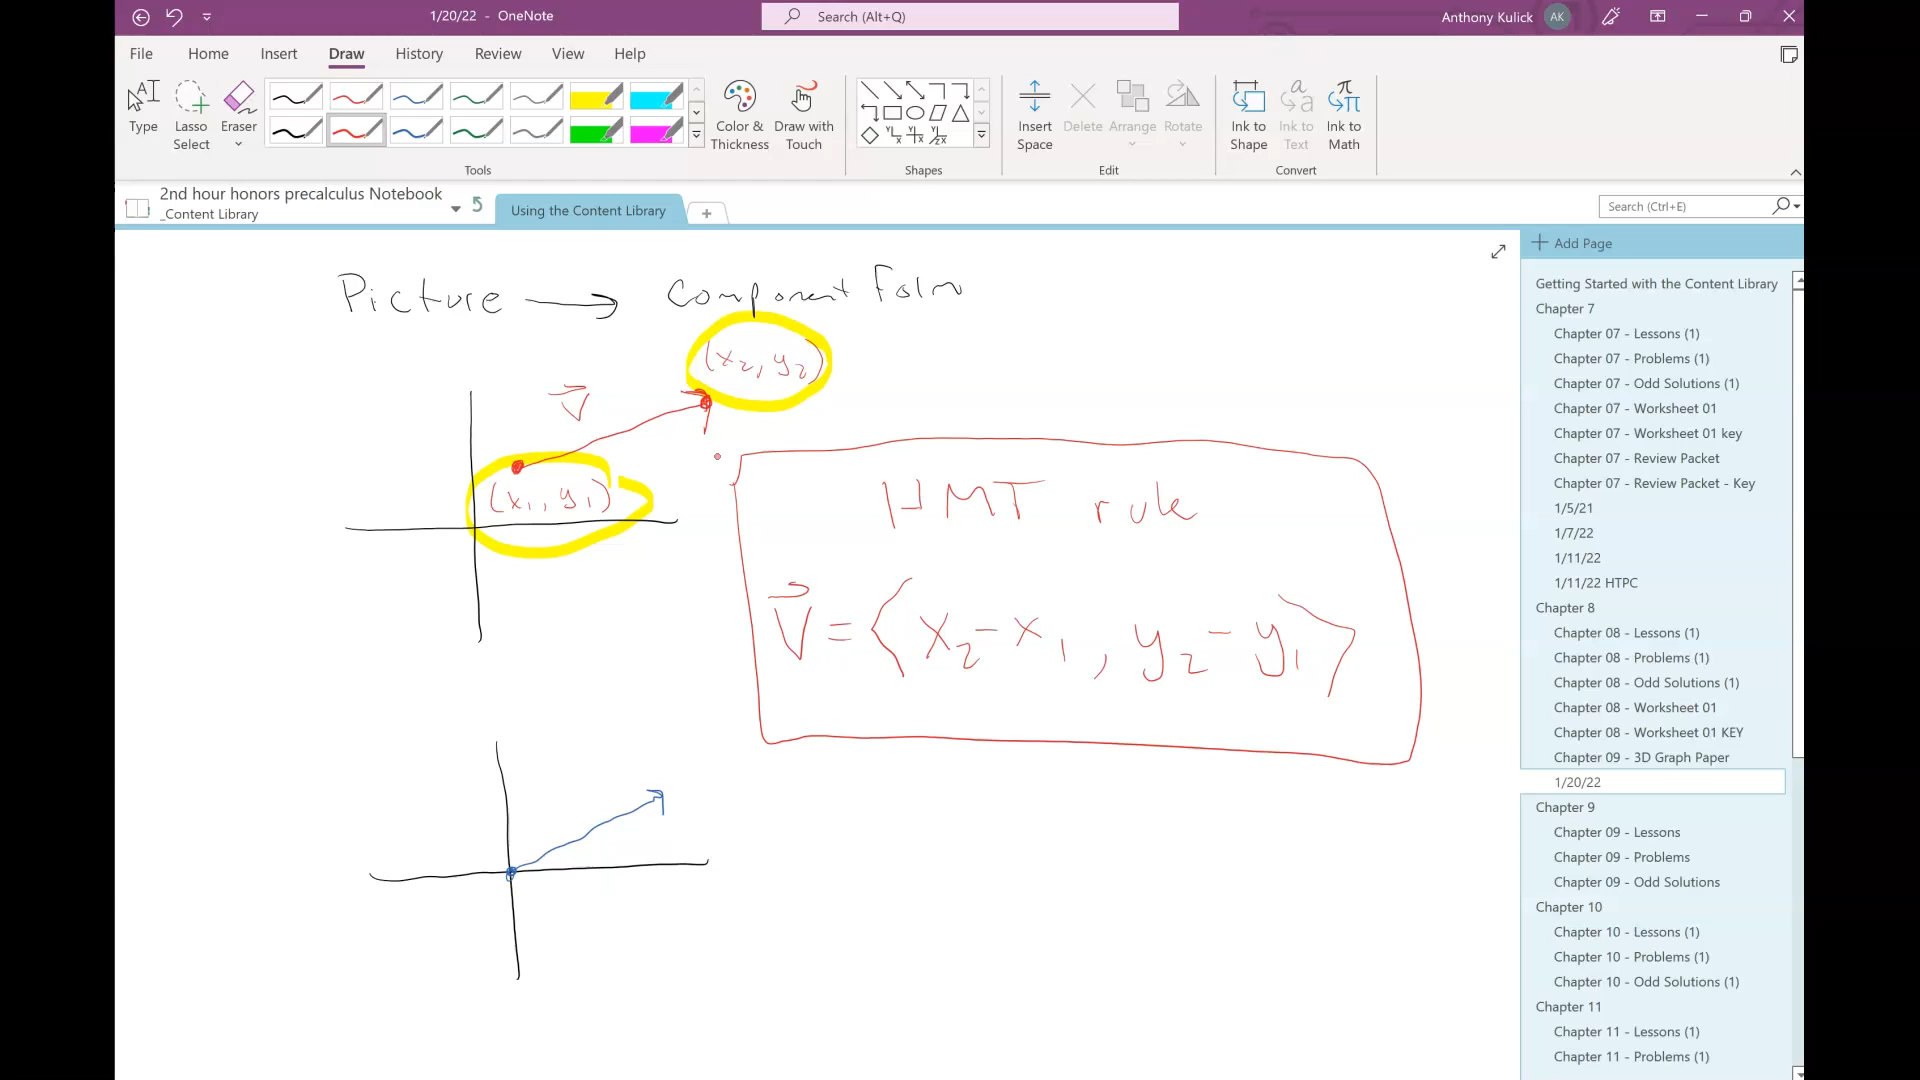 1/20/22 - OneNote
Search (Alt+Q)
Anthony Kulick
AK
File Home Insert Draw History Review View Help
Type
Lasso Select
Eraser
Color & Thickness
Draw with Touch
Insert Space
Delete
Arrange
Rotate
Ink to Shape
Ink to Text
Ink to Math
Tools
Shapes
Edit
Convert
2nd hour honors precalculus Notebook
_Content Library
Using the Content Library
Search (Ctrl+E)
Picture → Component Form
(x₂, y₂)
v⃗
(x₁, y₁)
HMT rule
v⃗ = ⟨x₂ - x₁, y₂ - y₁⟩
Add Page
Getting Started with the Content Library
Chapter 7
Chapter 07 - Lessons (1)
Chapter 07 - Problems (1)
Chapter 07 - Odd Solutions (1)
Chapter 07 - Worksheet 01
Chapter 07 - Worksheet 01 key
Chapter 07 - Review Packet
Chapter 07 - Review Packet - Key
1/5/21
1/7/22
1/11/22
1/11/22 HTPC
Chapter 8
Chapter 08 - Lessons (1)
Chapter 08 - Problems (1)
Chapter 08 - Odd Solutions (1)
Chapter 08 - Worksheet 01
Chapter 08 - Worksheet 01 KEY
Chapter 09 - 3D Graph Paper
1/20/22
Chapter 9
Chapter 09 - Lessons
Chapter 09 - Problems
Chapter 09 - Odd Solutions
Chapter 10
Chapter 10 - Lessons (1)
Chapter 10 - Problems (1)
Chapter 10 - Odd Solutions (1)
Chapter 11
Chapter 11 - Lessons (1)
Chapter 11 - Problems (1)